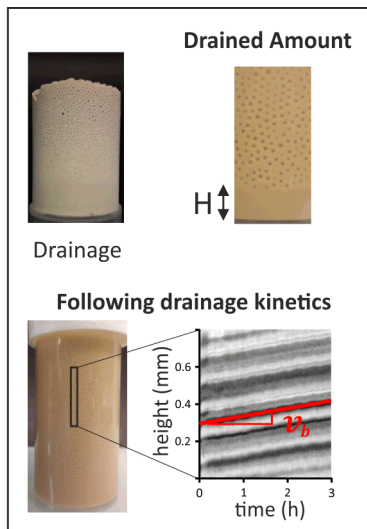 Drained Amount
H
Drainage
Following drainage kinetics
height (mm)
0.6
0.4
0.2
v_b
0
1
2
3
time (h)